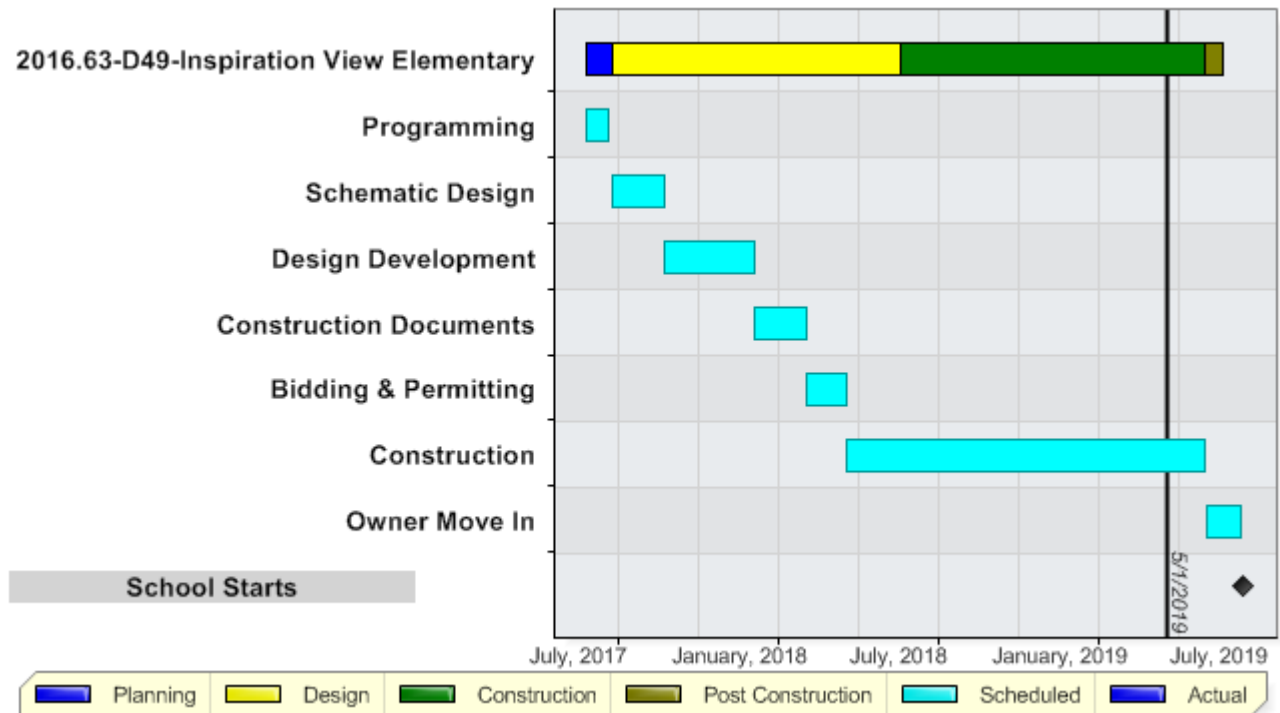 2016.63-D49-Inspiration View Elementary
Programming
Schematic Design
Design Development
Construction Documents
Bidding & Permitting
Construction
Owner Move In
School Starts
5/1/2019
July, 2017 January, 2018 July, 2018 January, 2019 July, 2019
Planning Design Construction Post Construction Scheduled Actual